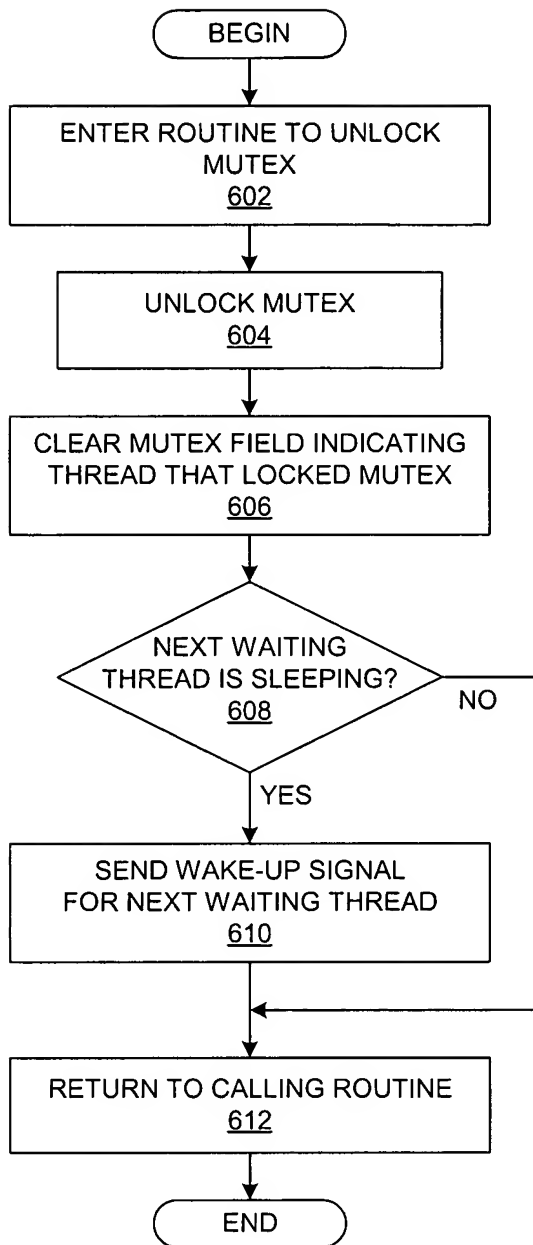 BEGIN
ENTER ROUTINE TO UNLOCK
MUTEX
602
UNLOCK MUTEX
604
CLEAR MUTEX FIELD INDICATING
THREAD THAT LOCKED MUTEX
606
NEXT WAITING
THREAD IS SLEEPING?
608
NO
YES
SEND WAKE-UP SIGNAL
FOR NEXT WAITING THREAD
610
RETURN TO CALLING ROUTINE
612
END